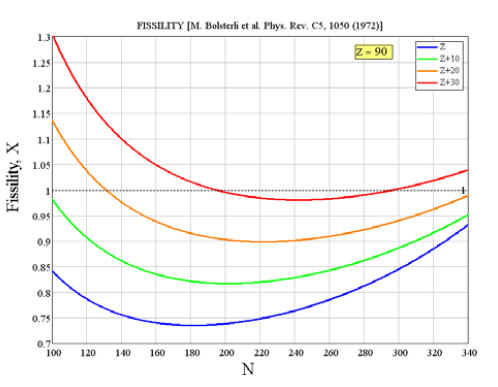 FISSILITY [M. Bolsterli et al. Phys. Rev. C5, 1050 (1972)]
Z = 90
Z
Z+10
Z+20
Z+30
Fissility, X
1.3
1.25
1.2
1.15
1.1
1.05
1
0.95
0.9
0.85
0.8
0.75
0.7
1
100 120 140 160 180 200 220 240 260 280 300 320 340
N